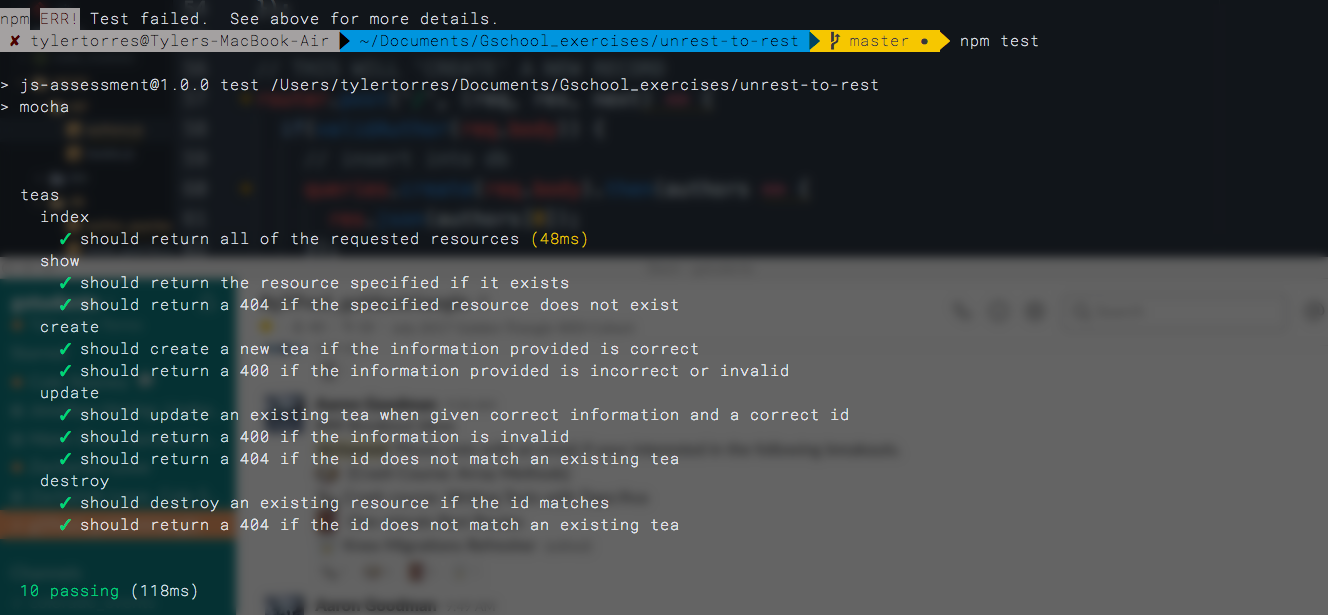 npm ERR! Test failed.  See above for more details.
✘ tylertorres@Tylers-MacBook-Air ~/Documents/Gschool_exercises/unrest-to-rest master ● npm test
> js-assessment@1.0.0 test /Users/tylertorres/Documents/Gschool_exercises/unrest-to-rest
> mocha
teas
index
✓ should return all of the requested resources (48ms)
show
✓ should return the resource specified if it exists
✓ should return a 404 if the specified resource does not exist
create
✓ should create a new tea if the information provided is correct
✓ should return a 400 if the information provided is incorrect or invalid
update
✓ should update an existing tea when given correct information and a correct id
✓ should return a 400 if the information is invalid
✓ should return a 404 if the id does not match an existing tea
destroy
✓ should destroy an existing resource if the id matches
✓ should return a 404 if the id does not match an existing tea
10 passing (118ms)